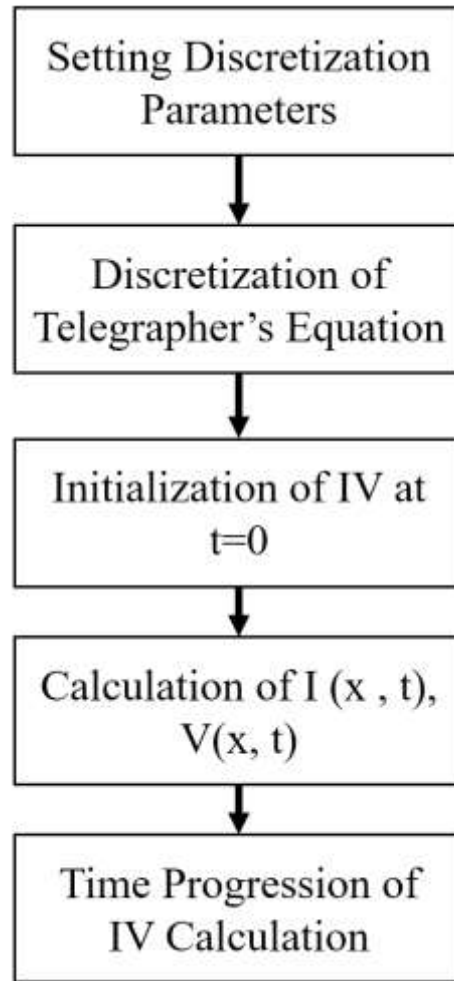 Setting Discretization
Parameters
Discretization of
Telegrapher’s Equation
Initialization of IV at
t=0
Calculation of I (x , t),
V(x, t)
Time Progression of
IV Calculation